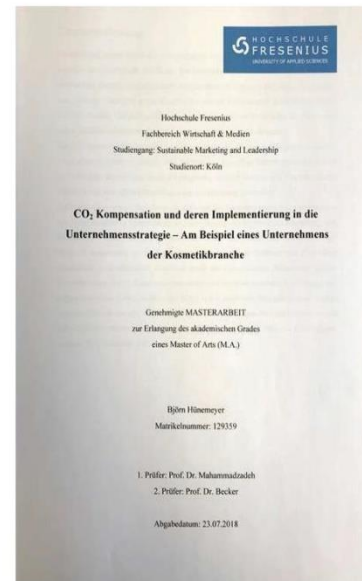 HOCHSCHULE
FRESENIUS
UNIVERSITY OF APPLIED SCIENCES
Hochschule Fresenius
Fachbereich Wirtschaft & Medien
Studiengang: Sustainable Marketing and Leadership
Studienort: Köln
CO₂ Kompensation und deren Implementierung in die
Unternehmensstrategie – Am Beispiel eines Unternehmens
der Kosmetikbranche
Genehmigte MASTERARBEIT
zur Erlangung des akademischen Grades
eines Master of Arts (M.A.)
Björn Hünemeyer
Matrikelnummer: 129359
1. Prüfer: Prof. Dr. Mahammadzadeh
2. Prüfer: Prof. Dr. Becker
Abgabedatum: 23.07.2018